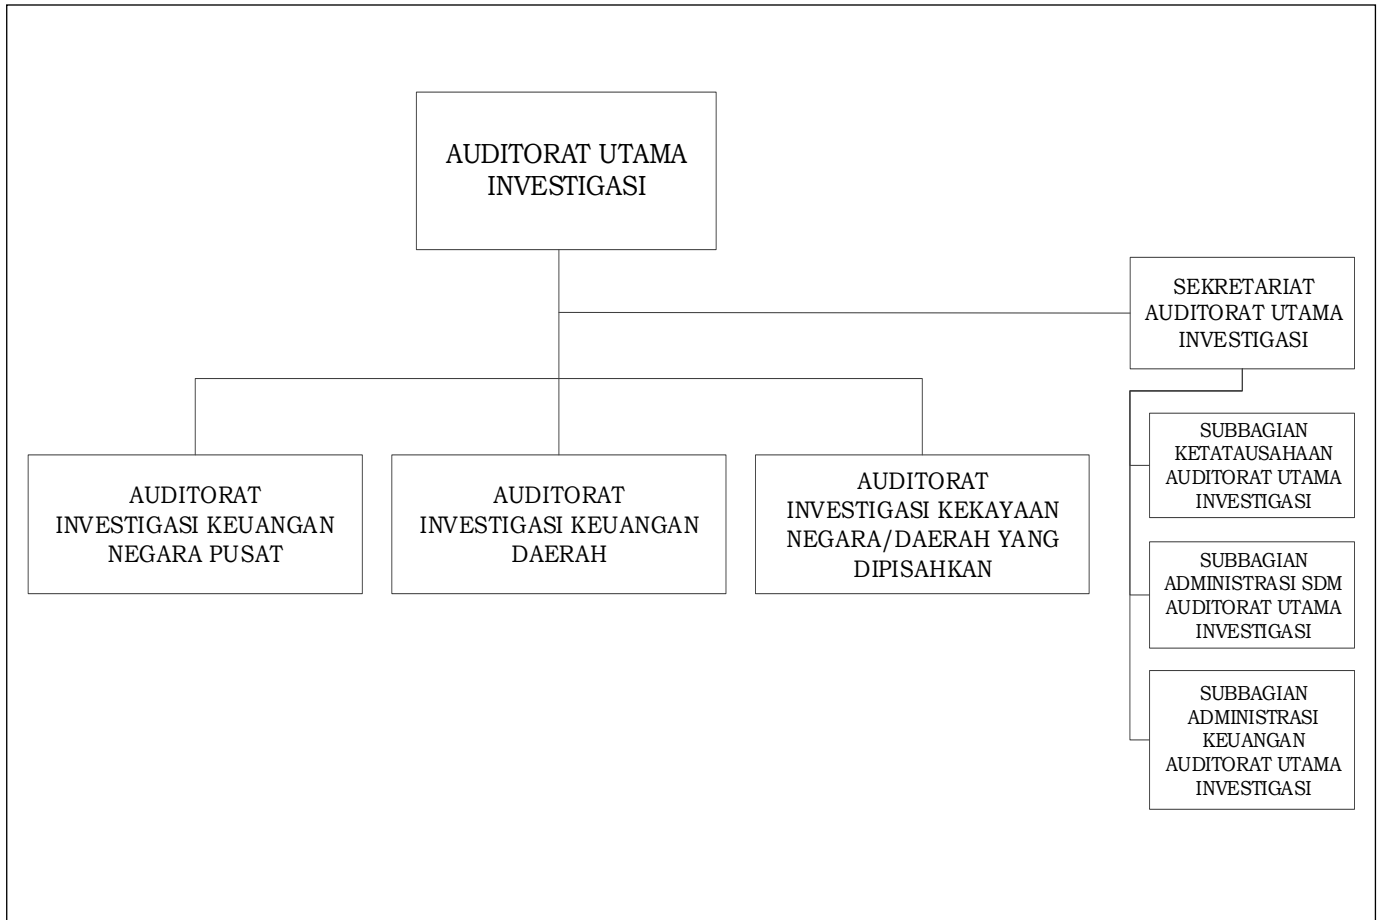 AUDITORAT UTAMA
INVESTIGASI
SEKRETARIAT
AUDITORAT UTAMA
INVESTIGASI
AUDITORAT
INVESTIGASI KEUANGAN
NEGARA PUSAT
AUDITORAT
INVESTIGASI KEUANGAN
DAERAH
AUDITORAT
INVESTIGASI KEKAYAAN
NEGARA/DAERAH YANG
DIPISAHKAN
SUBBAGIAN
KETATAUSAHAAN
AUDITORAT UTAMA
INVESTIGASI
SUBBAGIAN
ADMINISTRASI SDM
AUDITORAT UTAMA
INVESTIGASI
SUBBAGIAN
ADMINISTRASI
KEUANGAN
AUDITORAT UTAMA
INVESTIGASI